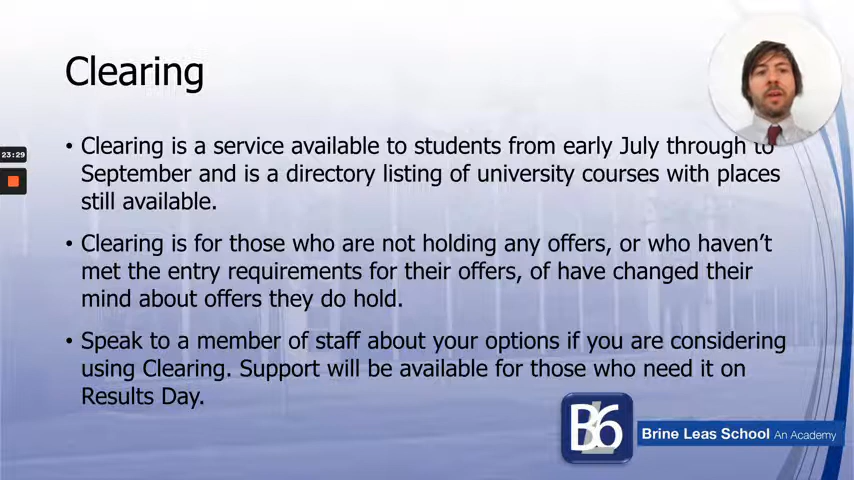 Clearing
• Clearing is a service available to students from early July through to
23:29
September and is a directory listing of university courses with places
still available.
• Clearing is for those who are not holding any offers, or who haven't
met the entry requirements for their offers, of have changed their
mind about offers they do hold.
• Speak to a member of staff about your options if you are considering
using Clearing. Support will be available for those who need it on
Results Day.
BL6
Brine Leas School An Academy